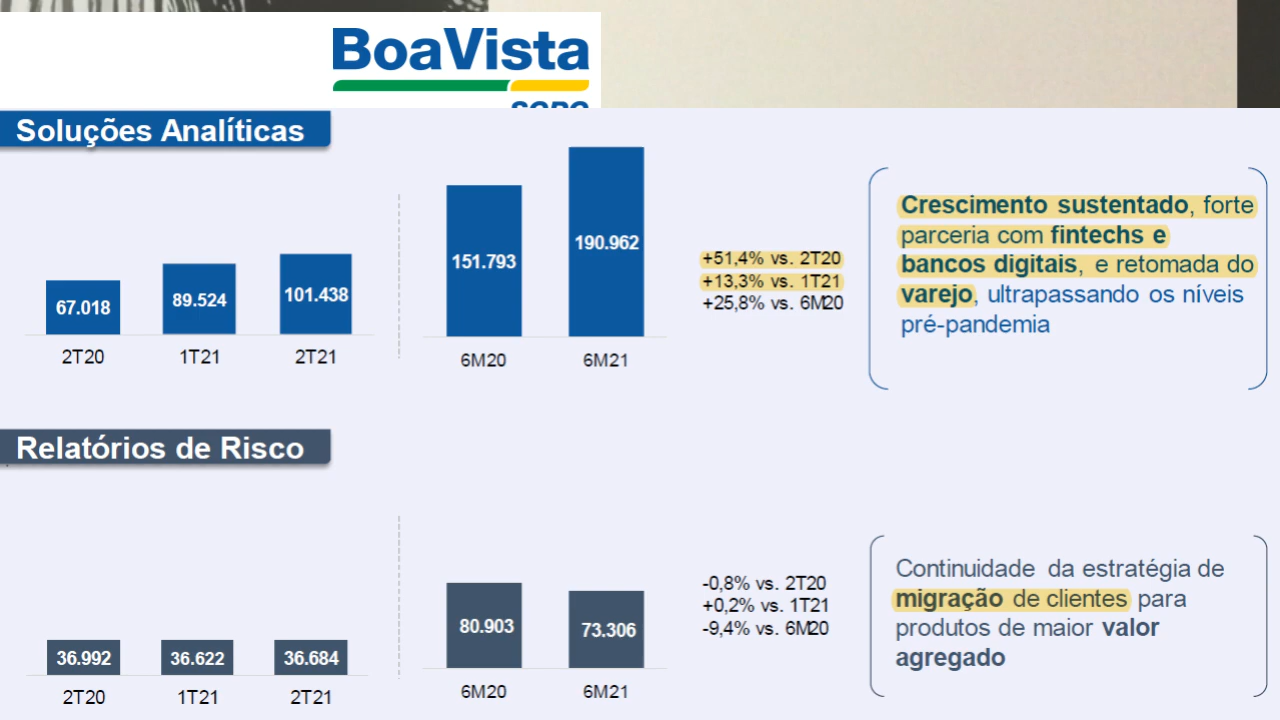 BoaVista
SCPC
Soluções Analíticas
67.018
89.524
101.438
2T20
1T21
2T21
151.793
190.962
6M20
6M21
+51,4% vs. 2T20
+13,3% vs. 1T21
+25,8% vs. 6M20
Crescimento sustentado, forte
parceria com fintechs e
bancos digitais, e retomada do
varejo, ultrapassando os níveis
pré-pandemia
Relatórios de Risco
36.992
36.622
36.684
2T20
1T21
2T21
80.903
73.306
6M20
6M21
-0,8% vs. 2T20
+0,2% vs. 1T21
-9,4% vs. 6M20
Continuidade da estratégia de
migração de clientes para
produtos de maior valor
agregado